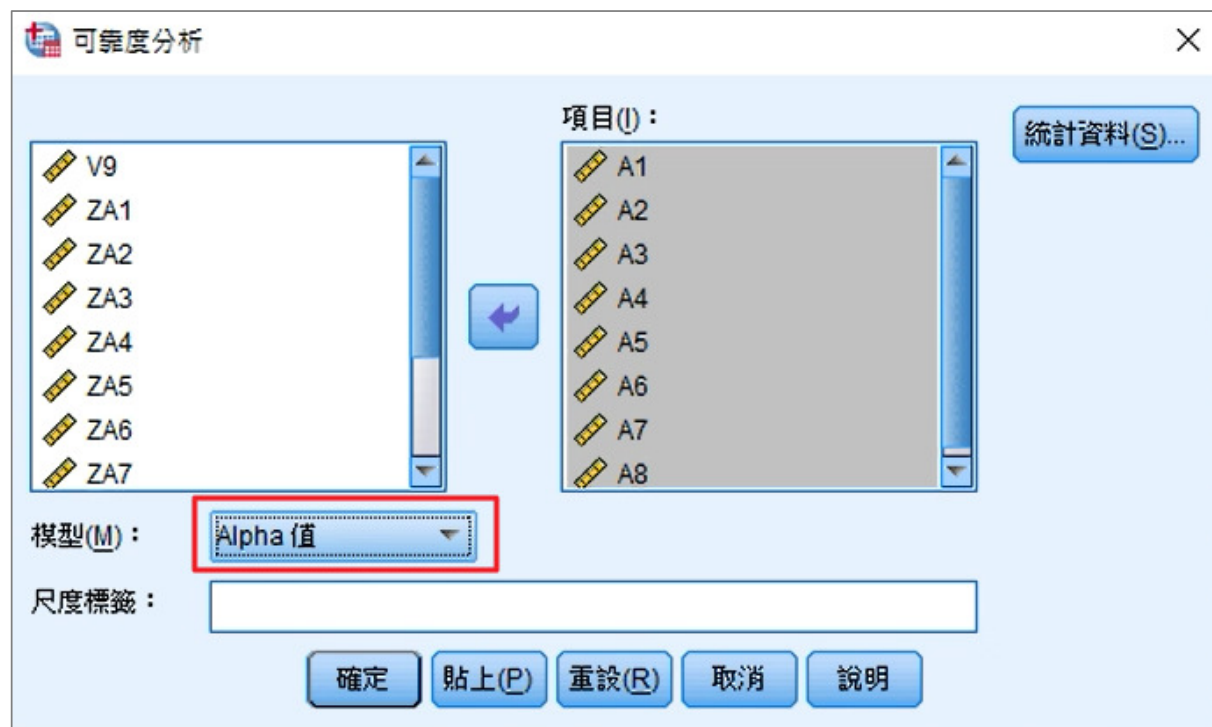 可靠度分析
項目(I)：
統計資料(S)...
V9
ZA1
ZA2
ZA3
ZA4
ZA5
ZA6
ZA7
A1
A2
A3
A4
A5
A6
A7
A8
模型(M)：
Alpha 值
尺度標籤：
確定 貼上(P) 重設(R) 取消 說明